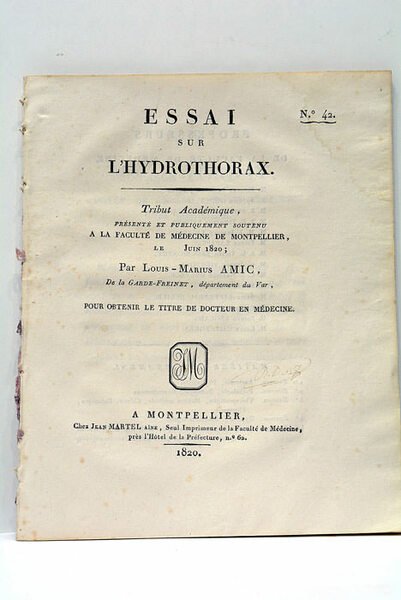 ESSAI
N.º 42.
SUR
L'HYDROTHORAX.
Tribut Académique,
PRÉSENTÉ ET PUBLIQUEMENT SOUTENU
A LA FACULTÉ DE MÉDECINE DE MONTPELLIER,
LE JUIN 1820;
Par LOUIS-MARIUS AMIC,
De la GARDE-FREINET, département du Var,
POUR OBTENIR LE TITRE DE DOCTEUR EN MÉDECINE.
JM
A MONTPELLIER,
Chez JEAN MARTEL AÎNÉ, Seul Imprimeur de la Faculté de Médecine,
près l'Hôtel de la Préfecture, n.º 62.
1820.